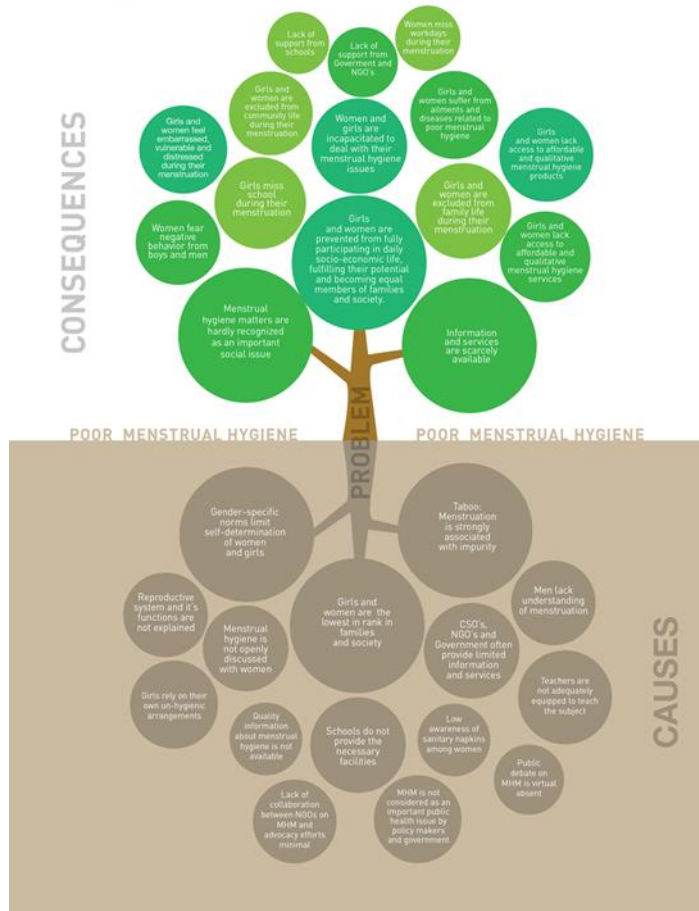 Lack of
support from
schools
Lack of
support from
Goverment and
NGO's
Women miss
workdays
during their
menstruation
Girls and
women are
excluded from
community life
during their
menstruation
Girls and
women suffer from
ailments and
diseases related to
poor menstrual
hygiene
Girls and
women feel
embarrassed,
vulnerable and
distressed
during their
menstruation
Women and
girls are
incapacitated to
deal with their
menstrual hygiene
issues
Girls
and women lack
access to affordable
and qualitative
menstrual hygiene
products
Girls miss
school
during their
menstruation
Girls
and women are
excluded from
family life
during their
menstruation
Women fear
negative
behavior from
boys and men
Girls
and women are
prevented from fully
participating in daily
socio-economic life,
fulfilling their potential
and becoming equal
members of families
and society.
Girls and
women lack
access to
affordable and
qualitative
menstrual hygiene
services
Menstrual
hygiene matters are
hardly recognized
as an important
social issue
Information
and services
are scarcely
available
CONSEQUENCES
PROBLEM
POOR MENSTRUAL HYGIENE
POOR MENSTRUAL HYGIENE
Gender-specific
norms limit
self-determination
of women
and girls
Taboo:
Menstruation
is strongly
associated
with impurity
Reproductive
system and it's
functions are
not explained
Menstrual
hygiene is
not openly
discussed
with women
Girls and
women are the
lowest in rank in
families
and society
CSO's,
NGO's and
Government often
provide limited
information
and services
Men lack
understanding
of menstruation
Girls rely on their
own un-hygienic
arrangements
Teachers are
not adequately
equipped to teach
the subject
Quality
information
about menstrual
hygiene is not
available
Schools do not
provide the
necessary
facilities
Low
awareness of
sanitary napkins
among women
Public
debate on
MHM is virtual
absent
Lack of
collaboration
between NGOs on
MHM and
advocacy efforts
minimal
MHM is not
considered as an
important public
health issue by
policy makers
and government
CAUSES